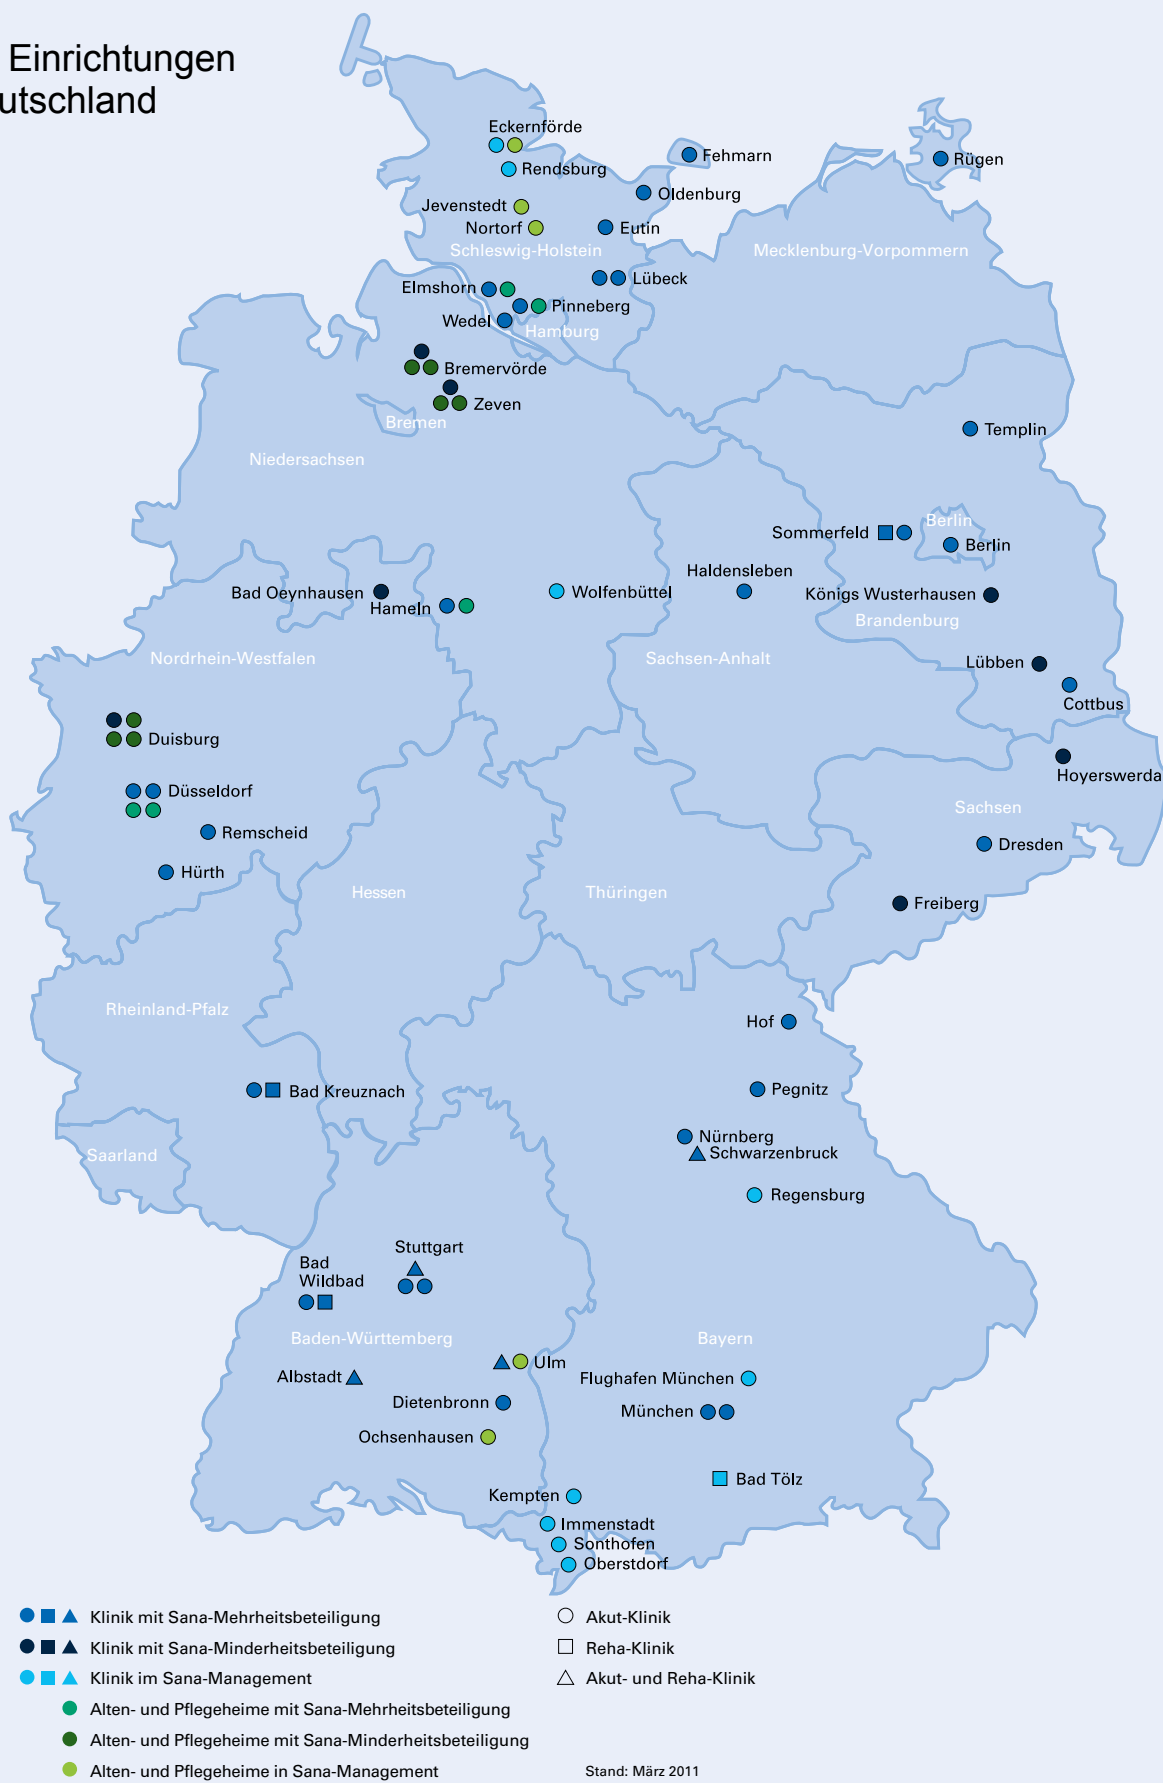 Einrichtungen
utschland
Eckernförde
Fehmarn
Rügen
Rendsburg
Oldenburg
Jevenstedt
Nortorf
Eutin
Schleswig-Holstein
Mecklenburg-Vorpommern
Lübeck
Elmshorn
Pinneberg
Wedel
Hamburg
Bremervörde
Zeven
Bremen
Templin
Niedersachsen
Berlin
Sommerfeld
Berlin
Haldensleben
Bad Oeynhausen
Wolfenbüttel
Königs Wusterhausen
Hameln
Brandenburg
Nordrhein-Westfalen
Sachsen-Anhalt
Lübben
Cottbus
Duisburg
Hoyerswerda
Düsseldorf
Sachsen
Remscheid
Dresden
Hürth
Hessen
Thüringen
Freiberg
Rheinland-Pfalz
Hof
Bad Kreuznach
Pegnitz
Nürnberg
Schwarzenbruck
Saarland
Regensburg
Stuttgart
Bad
Wildbad
Baden-Württemberg
Bayern
Ulm
Albstadt
Flughafen München
Dietenbronn
München
Ochsenhausen
Bad Tölz
Kempten
Immenstadt
Sonthofen
Oberstdorf
Klinik mit Sana-Mehrheitsbeteiligung
Akut-Klinik
Klinik mit Sana-Minderheitsbeteiligung
Reha-Klinik
Klinik im Sana-Management
Akut- und Reha-Klinik
Alten- und Pflegeheime mit Sana-Mehrheitsbeteiligung
Alten- und Pflegeheime mit Sana-Minderheitsbeteiligung
Alten- und Pflegeheime in Sana-Management
Stand: März 2011